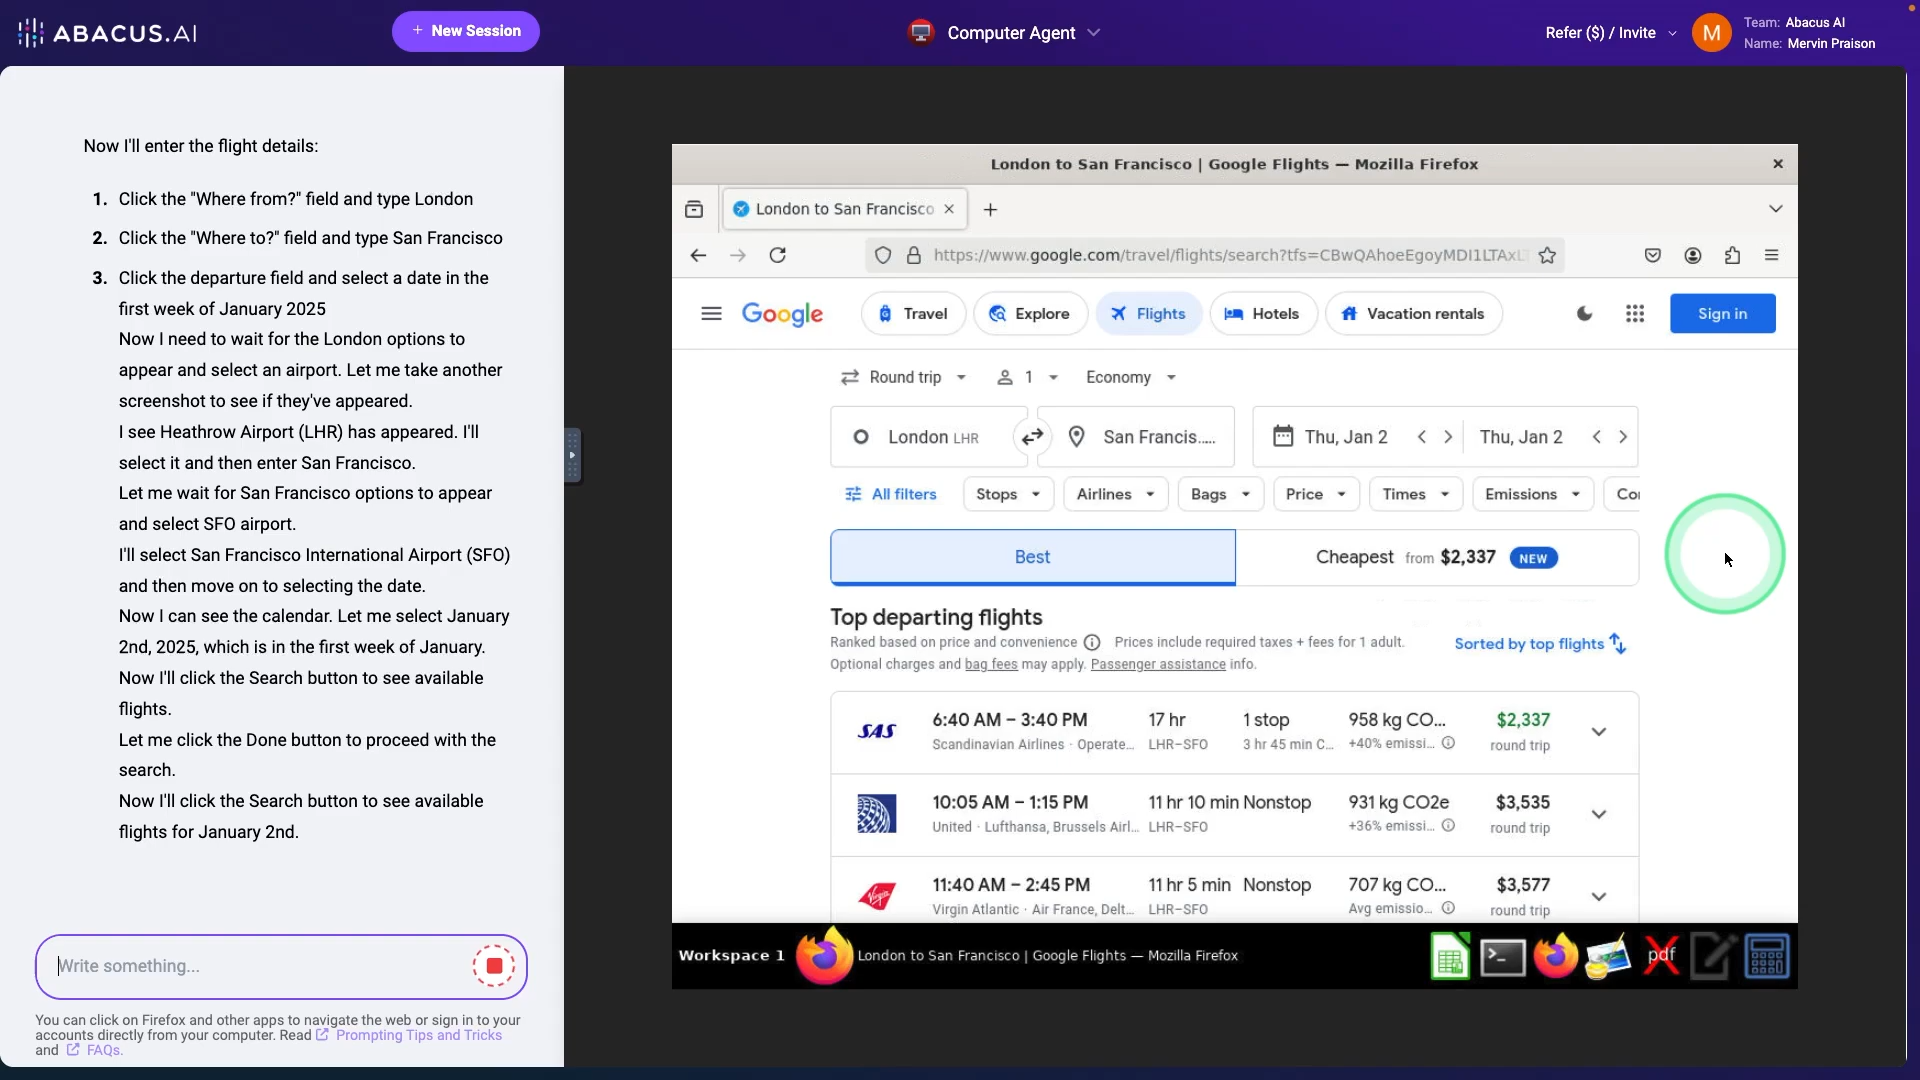 ABACUS.AI
+ New Session
Computer Agent
Refer ($) / Invite
M
Team: Abacus AI
Name: Mervin Praison
Now I'll enter the flight details:
1. Click the "Where from?" field and type London
2. Click the "Where to?" field and type San Francisco
3. Click the departure field and select a date in the
first week of January 2025
Now I need to wait for the London options to
appear and select an airport. Let me take another
screenshot to see if they've appeared.
I see Heathrow Airport (LHR) has appeared. I'll
select it and then enter San Francisco.
Let me wait for San Francisco options to appear
and select SFO airport.
I'll select San Francisco International Airport (SFO)
and then move on to selecting the date.
Now I can see the calendar. Let me select January
2nd, 2025, which is in the first week of January.
Now I'll click the Search button to see available
flights.
Let me click the Done button to proceed with the
search.
Now I'll click the Search button to see available
flights for January 2nd.
Write something...
You can click on Firefox and other apps to navigate the web or sign in to your
accounts directly from your computer. Read Prompting Tips and Tricks
and FAQs.
London to San Francisco | Google Flights — Mozilla Firefox
London to San Francisco
https://www.google.com/travel/flights/search?tfs=CBwQAhoeEgoyMDI1LTAxL
Google
Travel
Explore
Flights
Hotels
Vacation rentals
Sign in
Round trip
1
Economy
London LHR
San Francis....
Thu, Jan 2
Thu, Jan 2
All filters
Stops
Airlines
Bags
Price
Times
Emissions
Co
Best
Cheapest from $2,337 NEW
Top departing flights
Ranked based on price and convenience Prices include required taxes + fees for 1 adult.
Optional charges and bag fees may apply. Passenger assistance info.
Sorted by top flights
SAS
6:40 AM – 3:40 PM 17 hr 1 stop 958 kg CO... $2,337
Scandinavian Airlines · Operate... LHR–SFO 3 hr 45 min C... +40% emissi... round trip
10:05 AM – 1:15 PM 11 hr 10 min Nonstop 931 kg CO2e $3,535
United · Lufthansa, Brussels Airl... LHR–SFO +36% emissi... round trip
Virgin
11:40 AM – 2:45 PM 11 hr 5 min Nonstop 707 kg CO... $3,577
Virgin Atlantic · Air France, Delt... LHR–SFO Avg emissio... round trip
Workspace 1
London to San Francisco | Google Flights — Mozilla Firefox
pdf